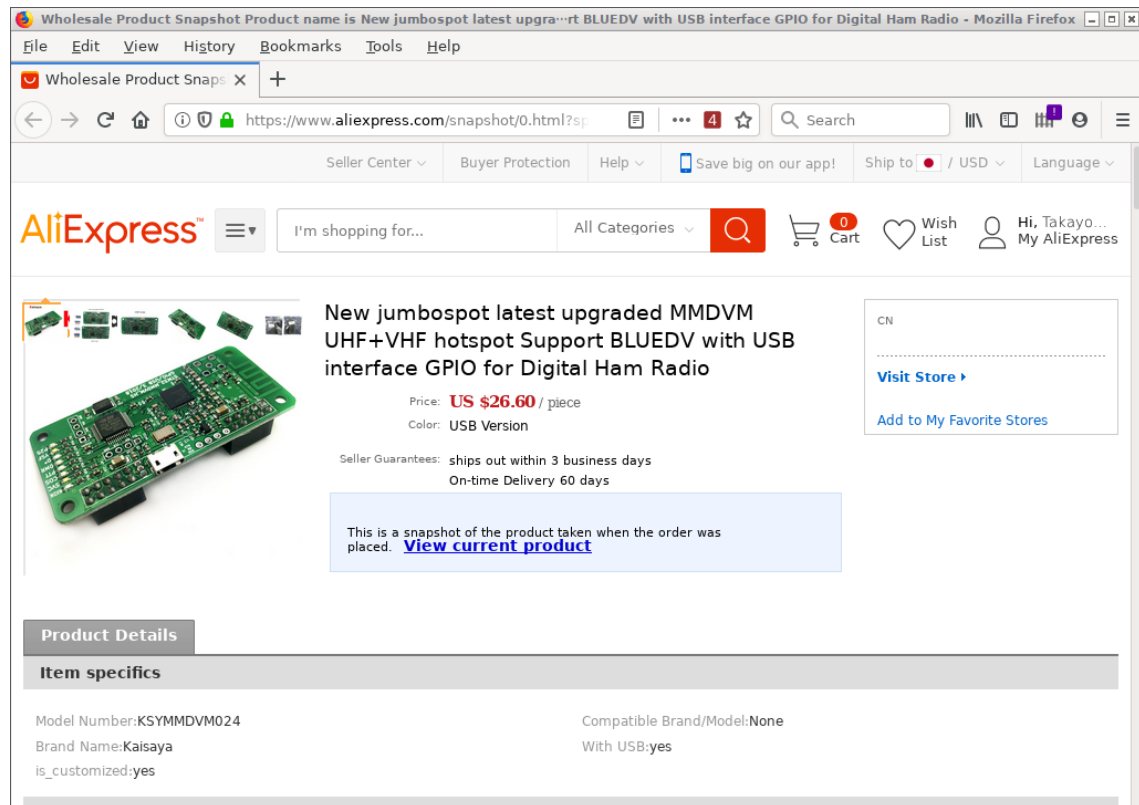 Wholesale Product Snapshot Product name is New jumbospot latest upgra···rt BLUEDV with USB interface GPIO for Digital Ham Radio - Mozilla Firefox
File Edit View History Bookmarks Tools Help
Wholesale Product Snaps
https://www.aliexpress.com/snapshot/0.html?sp
4
Search
!
Seller Center
Buyer Protection
Help
Save big on our app!
Ship to / USD
Language
AliExpress™
I'm shopping for...
All Categories
0
Cart
Wish
List
Hi, Takayo...
My AliExpress
New jumbospot latest upgraded MMDVM
UHF+VHF hotspot Support BLUEDV with USB
interface GPIO for Digital Ham Radio
Price: US $26.60 / piece
Color: USB Version
Seller Guarantees: ships out within 3 business days
On-time Delivery 60 days
This is a snapshot of the product taken when the order was
placed. View current product
CN
Visit Store
Add to My Favorite Stores
Product Details
Item specifics
Model Number:KSYMMDVM024
Compatible Brand/Model:None
Brand Name:Kaisaya
With USB:yes
is_customized:yes